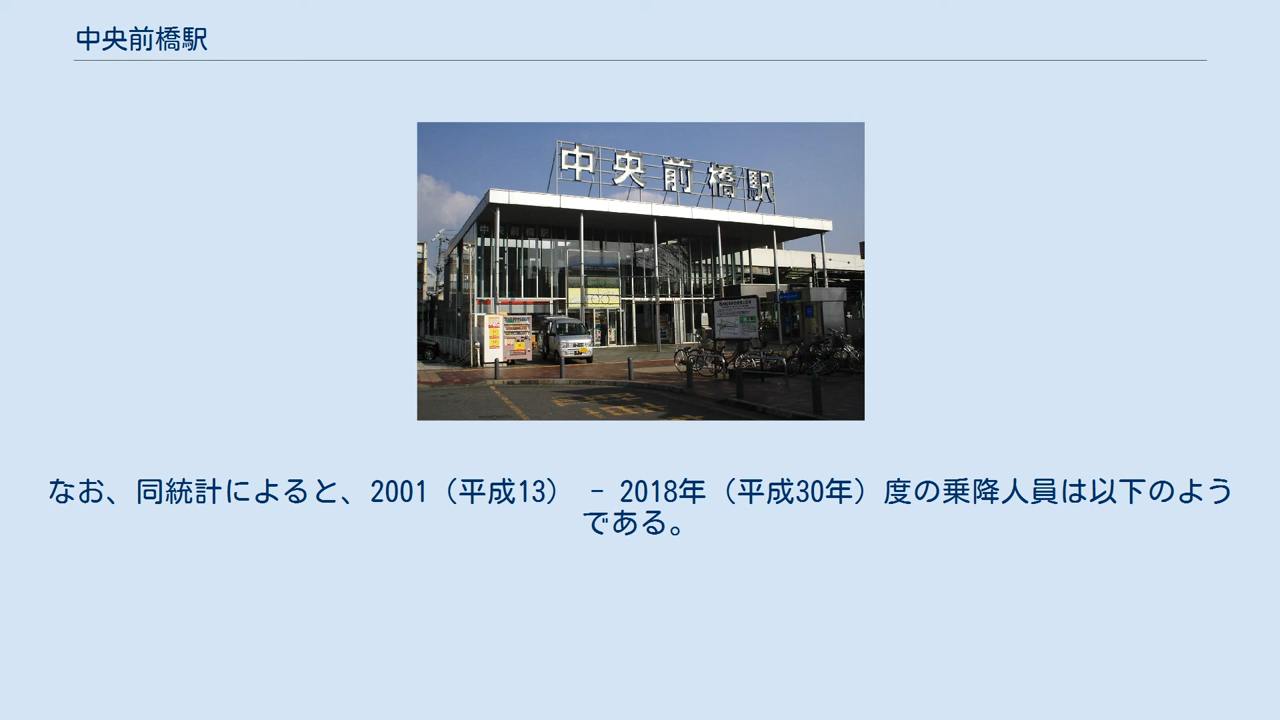 中央前橋駅
中央前橋駅
なお、同統計によると、2001（平成13） - 2018年（平成30年）度の乗降人員は以下のよう
である。